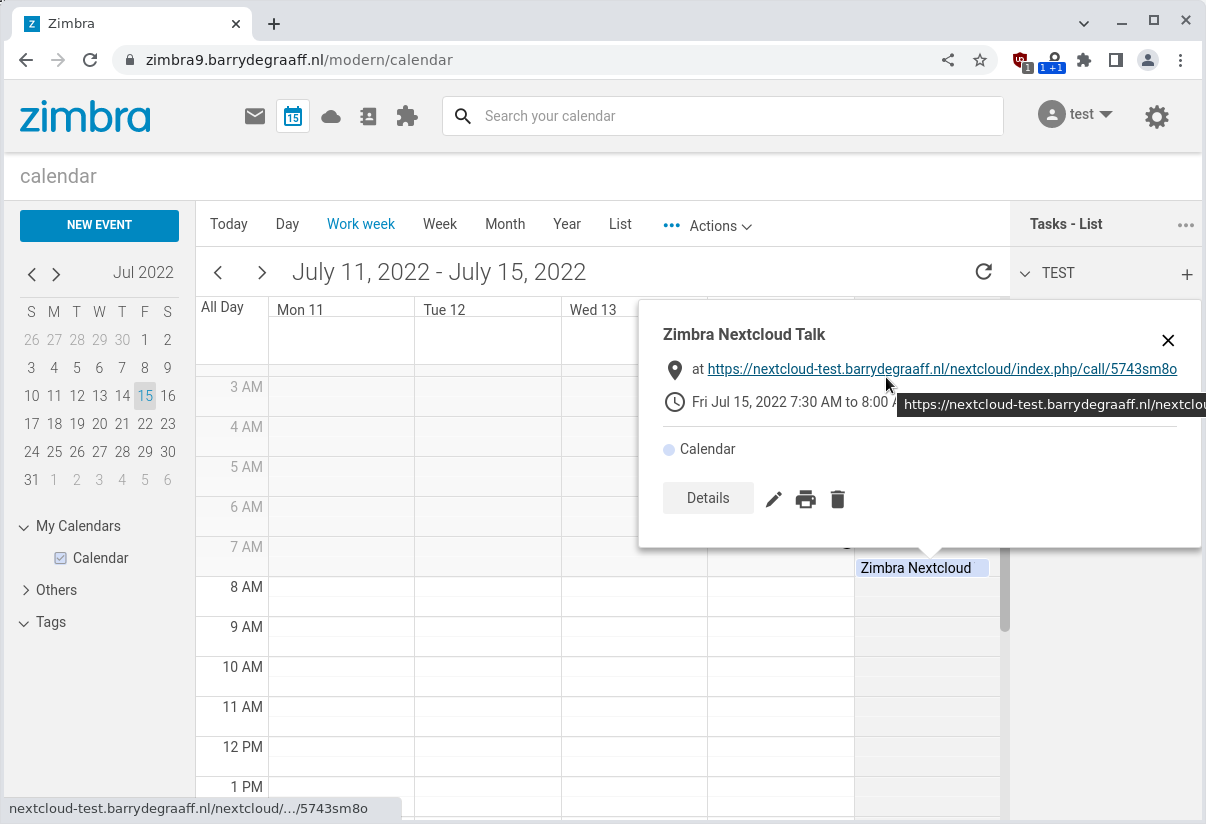 Z Zimbra
zimbra9.barrydegraaff.nl/modern/calendar
1
1 +1
zimbra
15
Search your calendar
test
calendar
NEW EVENT
Today Day Work week Week Month Year List ••• Actions
Tasks - List
Jul 2022
July 11, 2022 - July 15, 2022
TEST
S M T W T F S
26 27 28 29 30 1 2
3 4 5 6 7 8 9
10 11 12 13 14 15 16
17 18 19 20 21 22 23
24 25 26 27 28 29 30
31 1 2 3 4 5 6
My Calendars
Calendar
Others
Tags
All Day
Mon 11 Tue 12 Wed 13
3 AM
4 AM
5 AM
6 AM
7 AM
8 AM
9 AM
10 AM
11 AM
12 PM
1 PM
Zimbra Nextcloud Talk
at https://nextcloud-test.barrydegraaff.nl/nextcloud/index.php/call/5743sm8o
Fri Jul 15, 2022 7:30 AM to 8:00
https://nextcloud-test.barrydegraaff.nl/nextclou
Calendar
Details
Zimbra Nextcloud
nextcloud-test.barrydegraaff.nl/nextcloud/.../5743sm8o